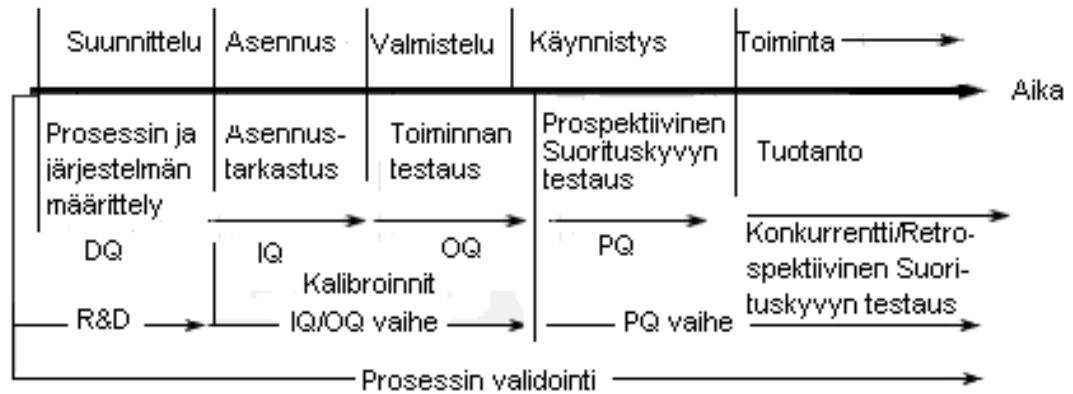 Suunnittelu Asennus Valmistelu Käynnistys Toiminta
Aika
Prosessin ja
järjestelmän
määrittely
Asennus-
tarkastus
Toiminnan
testaus
Prospektiivinen
Suorituskyvyn
testaus
Tuotanto
DQ IQ OQ PQ
Konkurrentti/Retro-
spektiivinen Suori-
tuskyvyn testaus
Kalibroinnit
R&D IQ/OQ vaihe PQ vaihe
Prosessin validointi